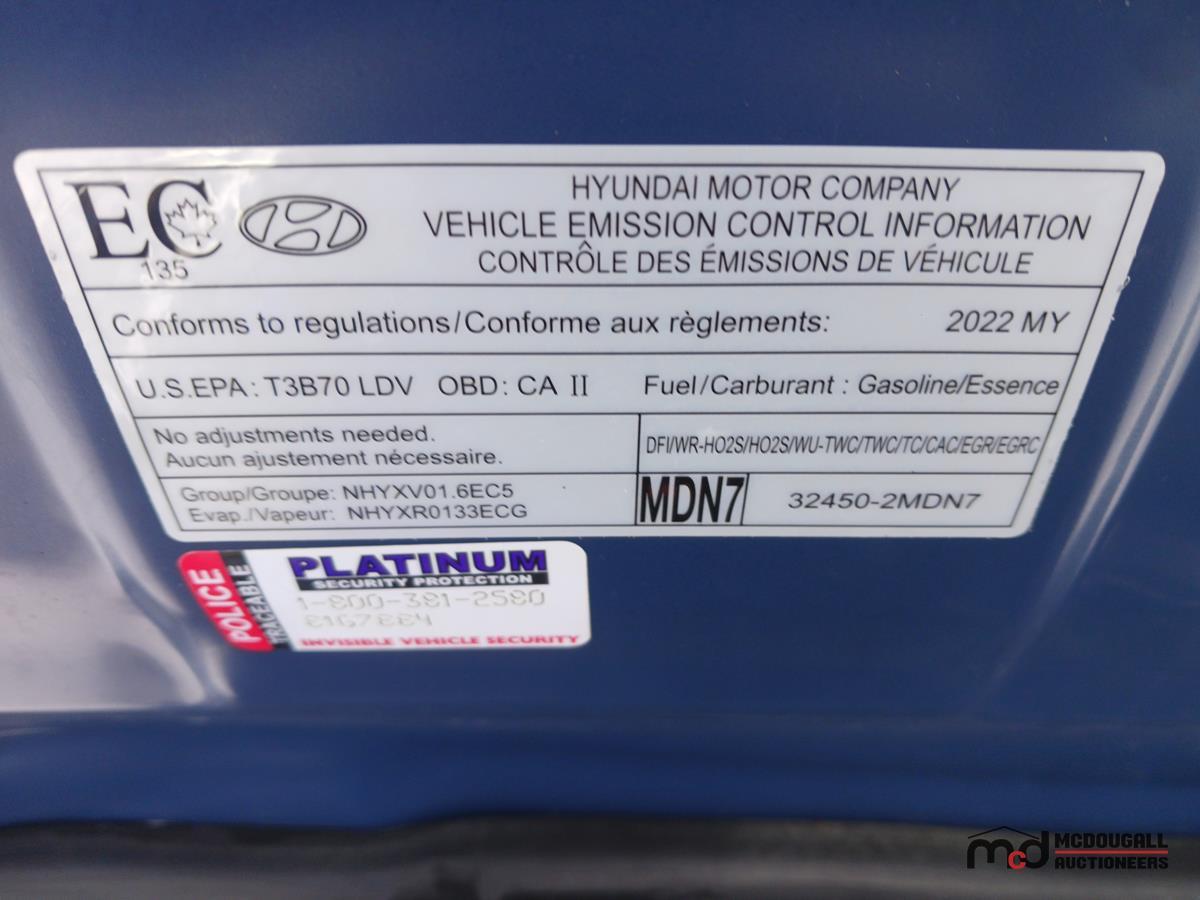 EC
135
HYUNDAI MOTOR COMPANY
VEHICLE EMISSION CONTROL INFORMATION
CONTRÔLE DES ÉMISSIONS DE VÉHICULE
Conforms to regulations/Conforme aux règlements: 2022 MY
U.S.EPA: T3B70 LDV OBD: CA II Fuel/Carburant : Gasoline/Essence
No adjustments needed.
Aucun ajustement nécessaire.
DFI/WR-HO2S/HO2S/WU-TWC/TWC/TC/CAC/EGR/EGRC
Group/Groupe: NHYXV01.6EC5
Evap./Vapeur: NHYXR0133ECG
MDN7 32450-2MDN7
POLICE
TRACEABLE
PLATINUM
SECURITY PROTECTION
1-800-381-2580
INVISIBLE VEHICLE SECURITY
mcd MCDOUGALL
AUCTIONEERS